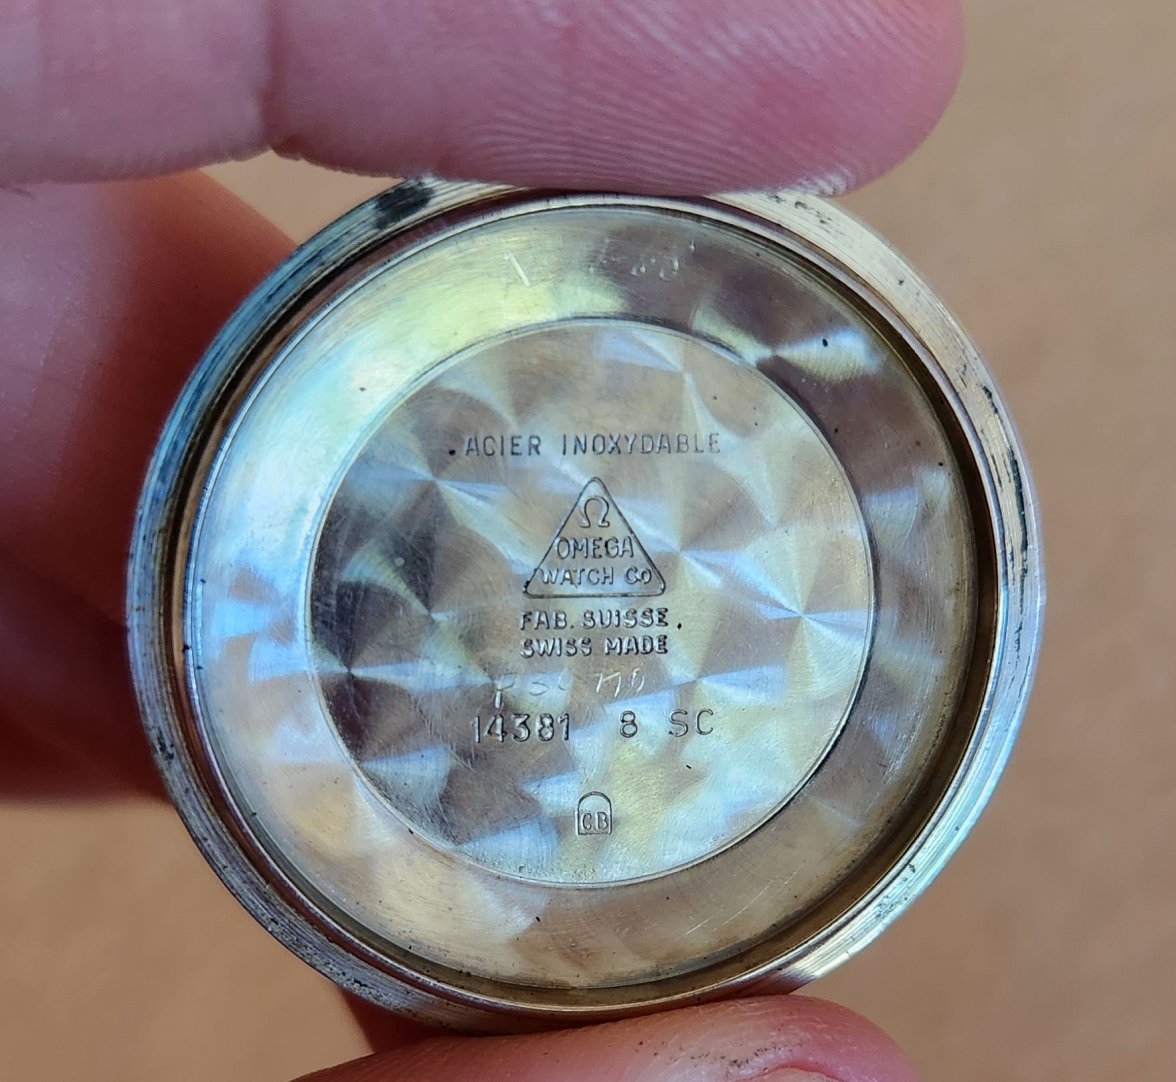 ACIER INOXYDABLE
Ω
OMEGA
WATCH Co
FAB. SUISSE.
SWISS MADE
14381 8 SC
CB